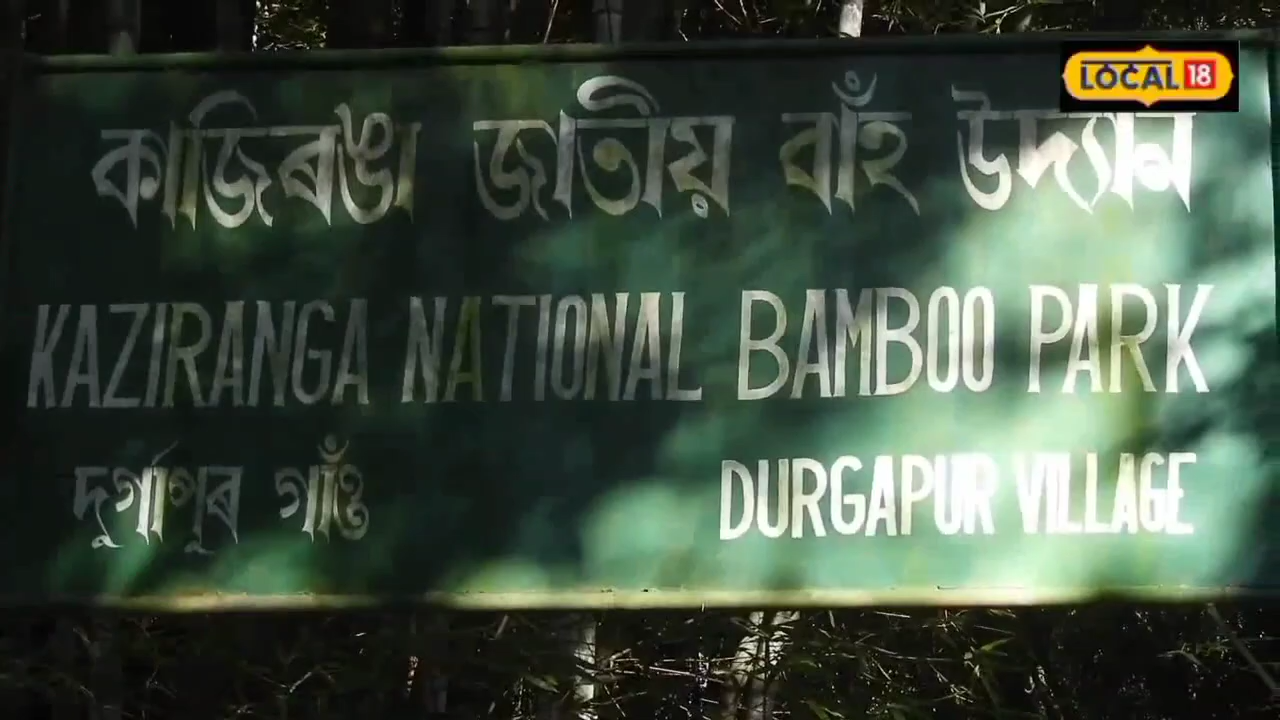 LOCAL 18
কাজিৰঙা জাতীয় বাঁহ উদ্যান
KAZIRANGA NATIONAL BAMBOO PARK
দুৰ্গাপুৰ গাঁও
DURGAPUR VILLAGE